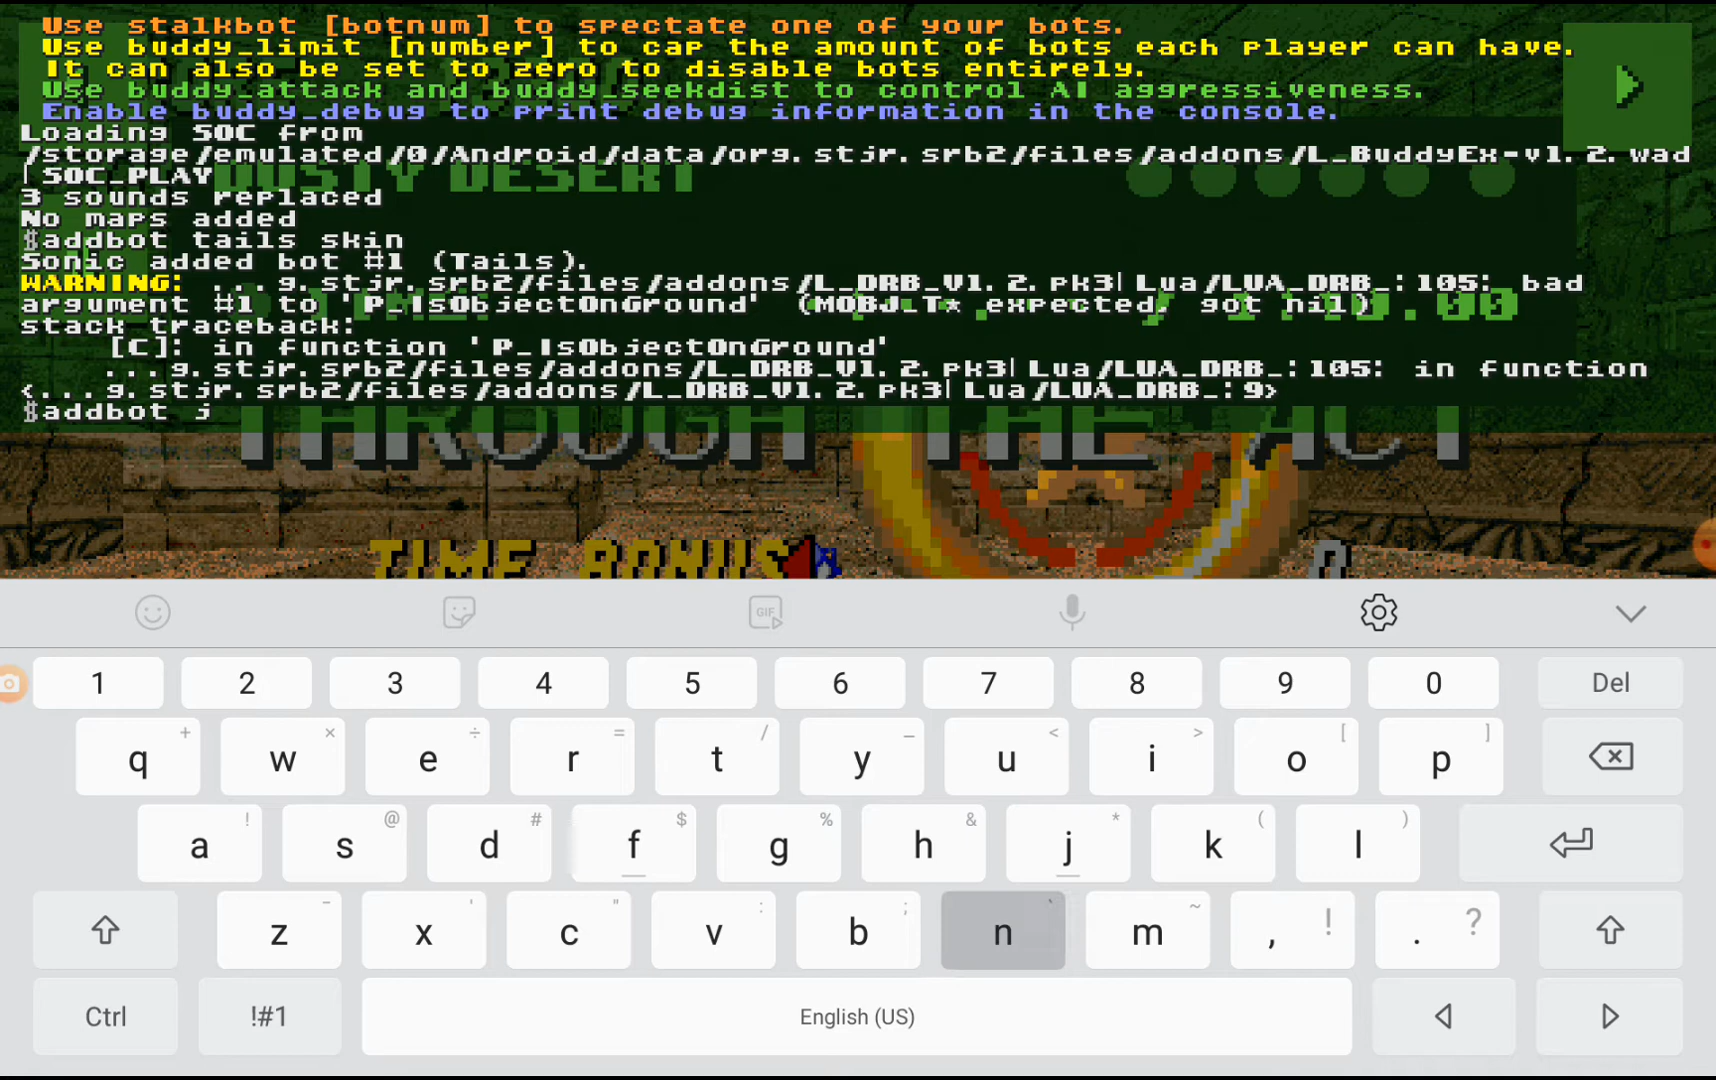 Use stalkbot [botnum] to spectate one of your bots.
Use buddy_limit [number] to cap the amount of bots each player can have.
It can also be set to zero to disable bots entirely.
Use buddy_attack and buddy_seekdist to control AI aggressiveness.
Enable buddy_debug to print debug information in the console.
Loading SOC from
/storage/emulated/0/Android/data/org.stjr.srb2/files/addons/L_BuddyEx-v1.2.wad
|SOC_PLAY
DUSTY DESERT
3 sounds replaced
No maps added
$addbot tails skin
Sonic added bot #1 (Tails).
WARNING: ...g.stjr.srb2/files/addons/L_DRB_V1.2.pk3|Lua/LUA_DRB_:105: bad
argument #1 to 'P_IsObjectOnGround' (MOBJ_T* expected, got nil)
stack traceback:
[C]: in function 'P_IsObjectOnGround'
...g.stjr.srb2/files/addons/L_DRB_V1.2.pk3|Lua/LUA_DRB_:105: in function
<...g.stjr.srb2/files/addons/L_DRB_V1.2.pk3|Lua/LUA_DRB_:9>
$addbot j
THROUGH THE ACT
TIME BONUS 0
GIF
1 2 3 4 5 6 7 8 9 0 Del
q + w × e ÷ r = t / y _ u < i > o [ p ]
a ! s @ d # f $ g % h & j * k ( l )
z - x ' c " v : b ; n ` m ~ , ! . ?
Ctrl !#1 English (US)